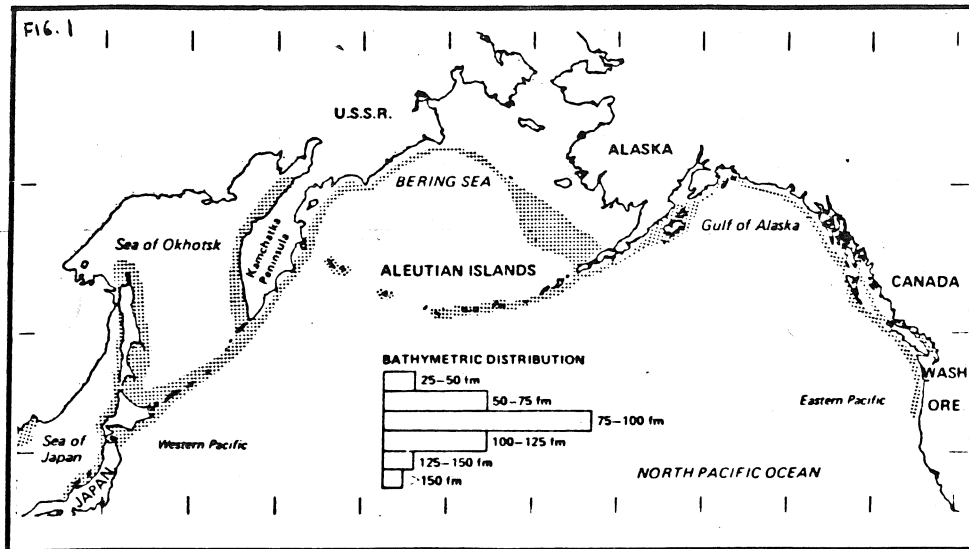 FIG. 1
U.S.S.R.
ALASKA
BERING SEA
Sea of Okhotsk
Kamchatka
Peninsula
Gulf of Alaska
ALEUTIAN ISLANDS
CANADA
BATHYMETRIC DISTRIBUTION
25-50 fm
50-75 fm
75-100 fm
100-125 fm
125-150 fm
>150 fm
WASH
Eastern Pacific
ORE
Sea of
Japan
Western Pacific
JAPAN
NORTH PACIFIC OCEAN